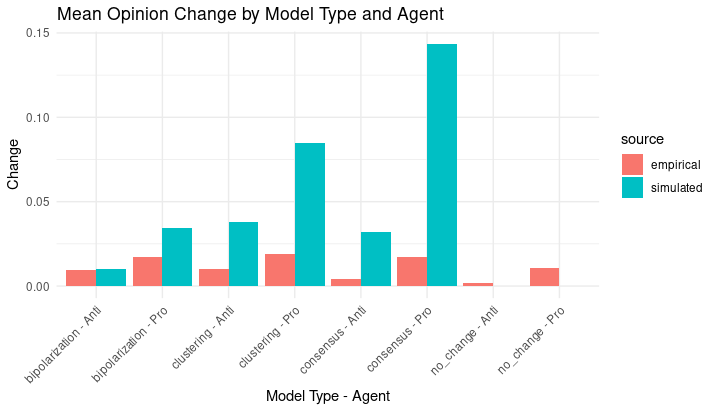 Mean Opinion Change by Model Type and Agent
0.15
0.10
0.05
0.00
Change
bipolarization - Anti
bipolarization - Pro
clustering - Anti
clustering - Pro
consensus - Anti
consensus - Pro
no_change - Anti
no_change - Pro
Model Type - Agent
source
empirical
simulated